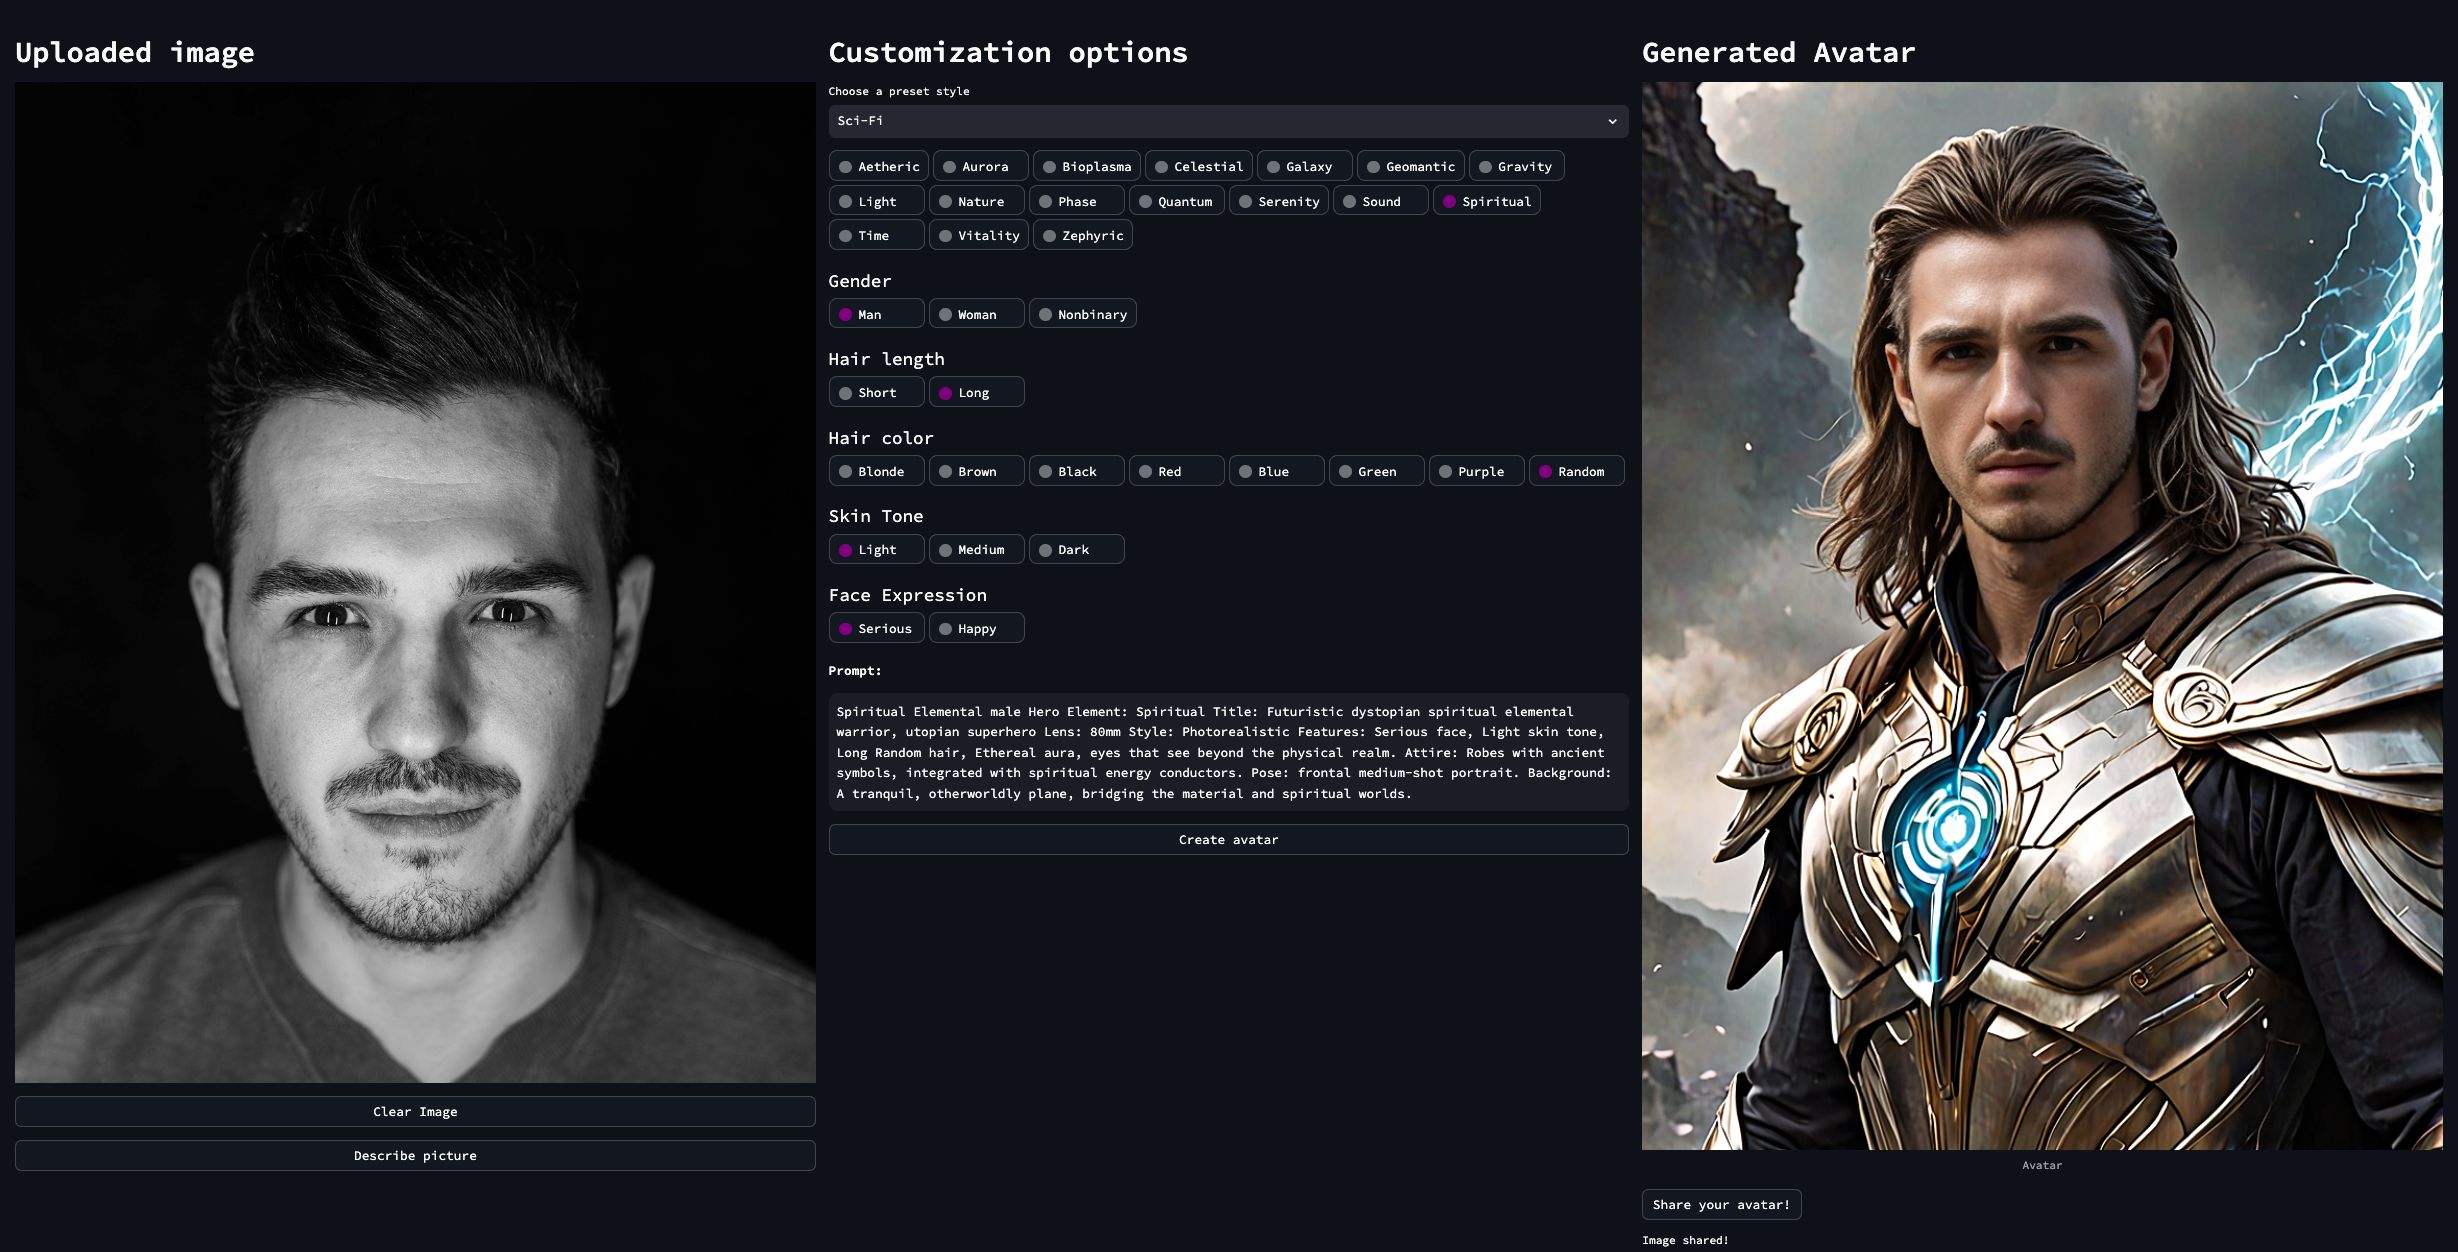 Uploaded image
Clear Image
Describe picture
Customization options
Choose a preset style
Sci-Fi
Aetheric Aurora Bioplasma Celestial Galaxy Geomantic Gravity
Light Nature Phase Quantum Serenity Sound Spiritual
Time Vitality Zephyric
Gender
Man Woman Nonbinary
Hair length
Short Long
Hair color
Blonde Brown Black Red Blue Green Purple Random
Skin Tone
Light Medium Dark
Face Expression
Serious Happy
Prompt:
Spiritual Elemental male Hero Element: Spiritual Title: Futuristic dystopian spiritual elemental
warrior, utopian superhero Lens: 80mm Style: Photorealistic Features: Serious face, Light skin tone,
Long Random hair, Ethereal aura, eyes that see beyond the physical realm. Attire: Robes with ancient
symbols, integrated with spiritual energy conductors. Pose: frontal medium-shot portrait. Background:
A tranquil, otherworldly plane, bridging the material and spiritual worlds.
Create avatar
Generated Avatar
Avatar
Share your avatar!
Image shared!